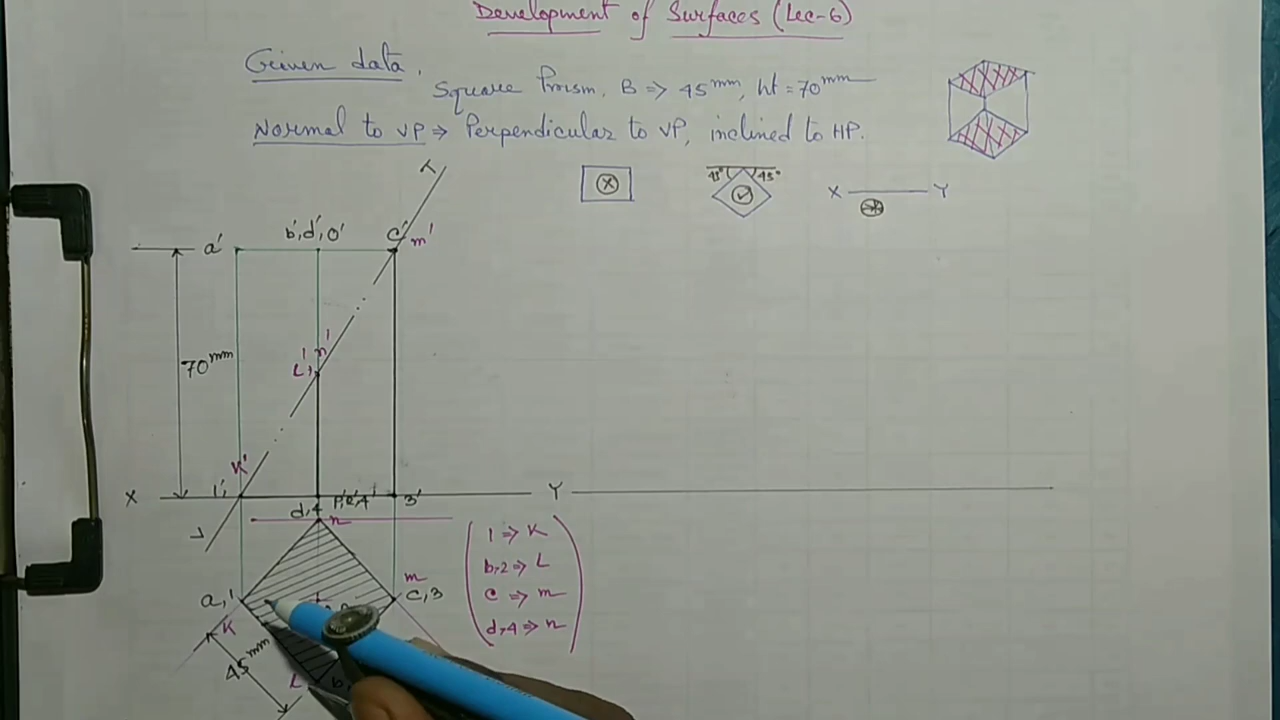 Development of Surfaces (Lec-6)
Given data,
Square Prism, B => 45mm, ht = 70mm
Normal to VP => Perpendicular to VP, inclined to HP.
45° 45°
X Y
a' b',d',o' c' m'
L',n'
70mm
K'
X 1' 3' Y
d,4 n
1 => K
b,2 => L
c => m
d,4 => n
a,1 m c,3
K
45mm
L b